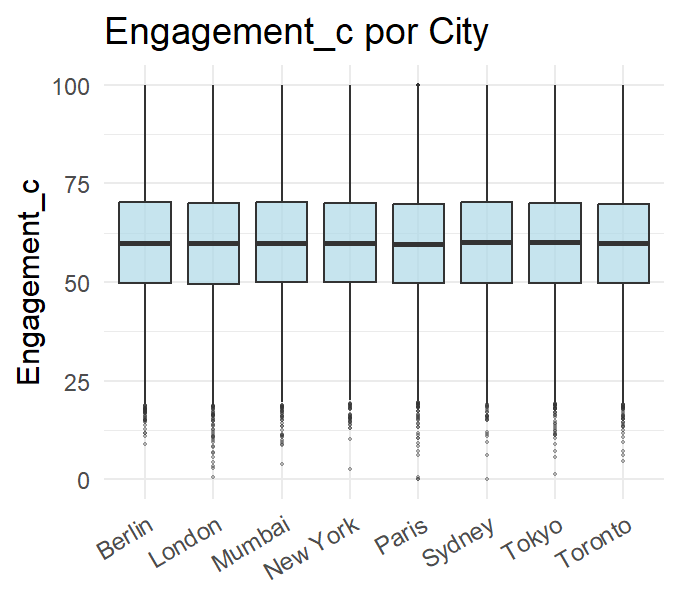 Engagement_c por City
Engagement_c
100
75
50
25
0
Berlin
London
Mumbai
New York
Paris
Sydney
Tokyo
Toronto